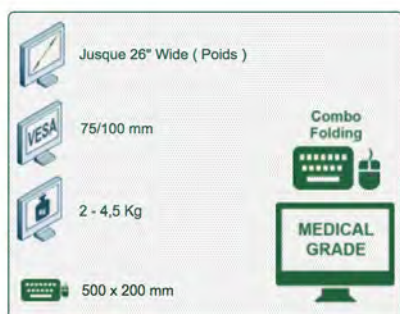 Jusque 26" Wide ( Poids )
VESA
75/100 mm
2 - 4,5 Kg
500 x 200 mm
Combo
Folding
MEDICAL
GRADE